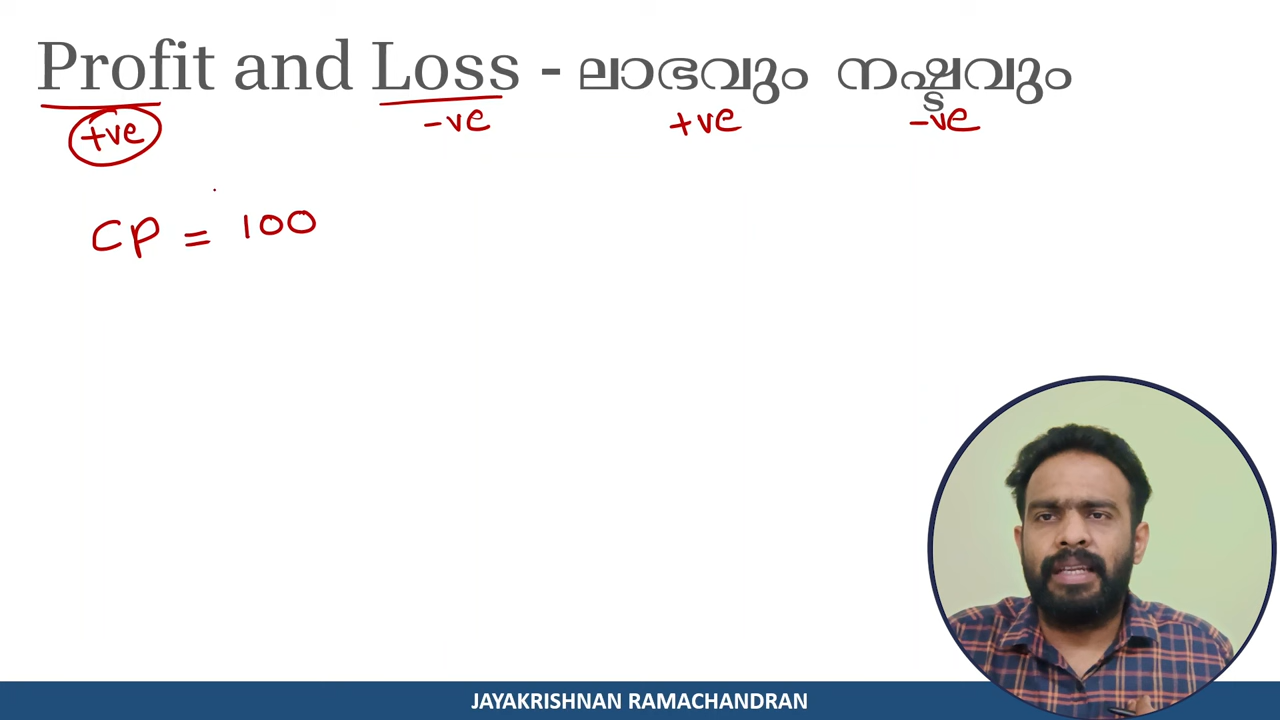 Profit and Loss - ലാഭവും നഷ്ടവും
+ve -ve +ve -ve
CP = 100
JAYAKRISHNAN RAMACHANDRAN